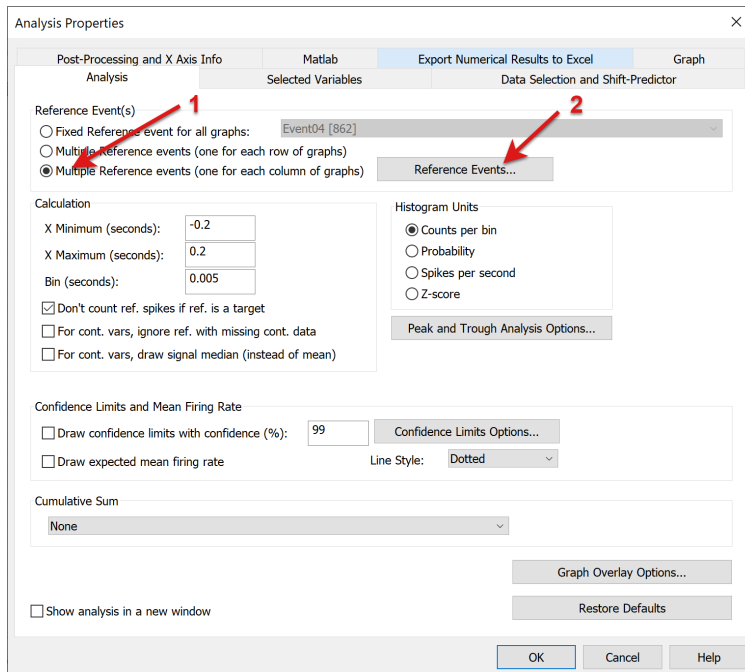 Analysis Properties
Post-Processing and X Axis Info
Matlab
Export Numerical Results to Excel
Graph
Analysis
Selected Variables
Data Selection and Shift-Predictor
1
2
Reference Event(s)
Fixed Reference event for all graphs:
Event04 [862]
Multiple Reference events (one for each row of graphs)
Multiple Reference events (one for each column of graphs)
Reference Events...
Calculation
X Minimum (seconds):
-0.2
X Maximum (seconds):
0.2
Bin (seconds):
0.005
Don't count ref. spikes if ref. is a target
For cont. vars, ignore ref. with missing cont. data
For cont. vars, draw signal median (instead of mean)
Histogram Units
Counts per bin
Probability
Spikes per second
Z-score
Peak and Trough Analysis Options...
Confidence Limits and Mean Firing Rate
Draw confidence limits with confidence (%):
99
Confidence Limits Options...
Draw expected mean firing rate
Line Style:
Dotted
Cumulative Sum
None
Graph Overlay Options...
Show analysis in a new window
Restore Defaults
OK
Cancel
Help